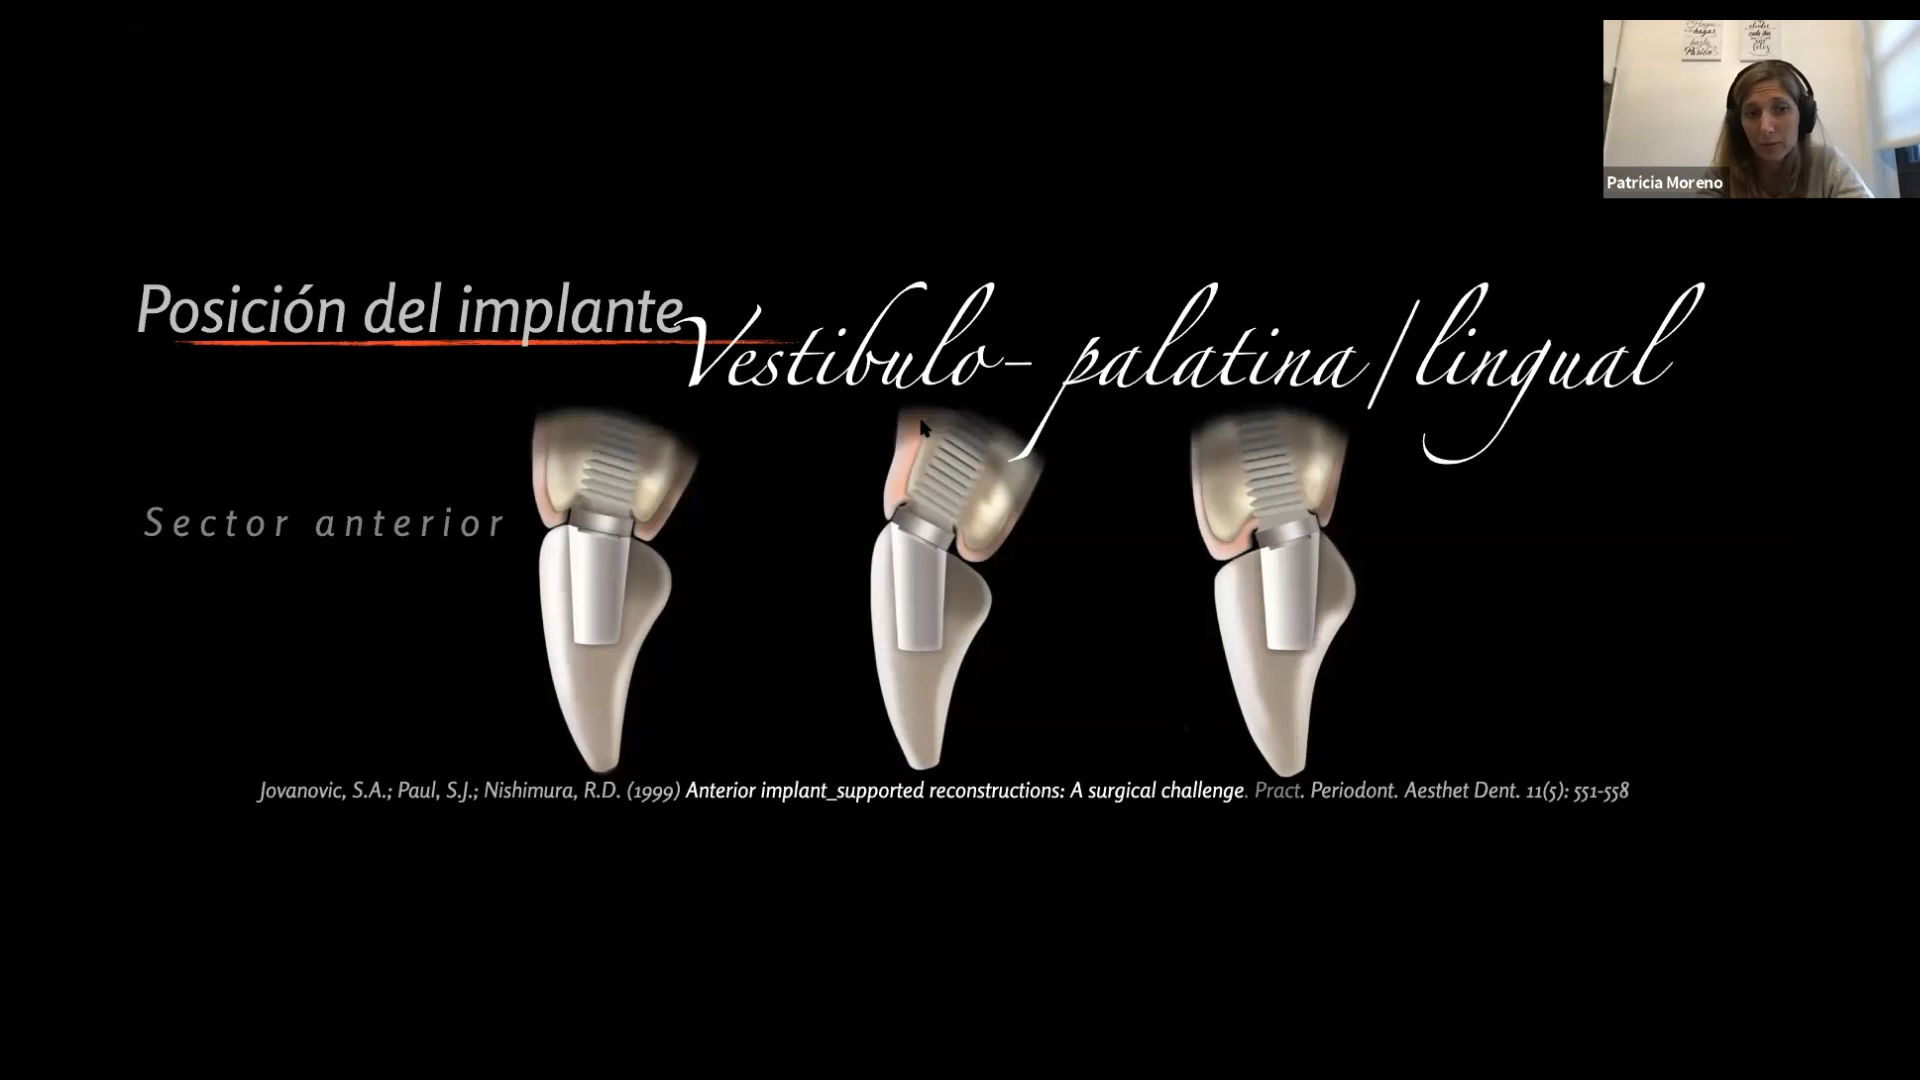 Patricia Moreno
Posición del implante
Vestibulo- palatina/lingual
Sector anterior
Jovanovic, S.A.; Paul, S.J.; Nishimura, R.D. (1999) Anterior implant_supported reconstructions: A surgical challenge. Pract. Periodont. Aesthet Dent. 11(5): 551-558